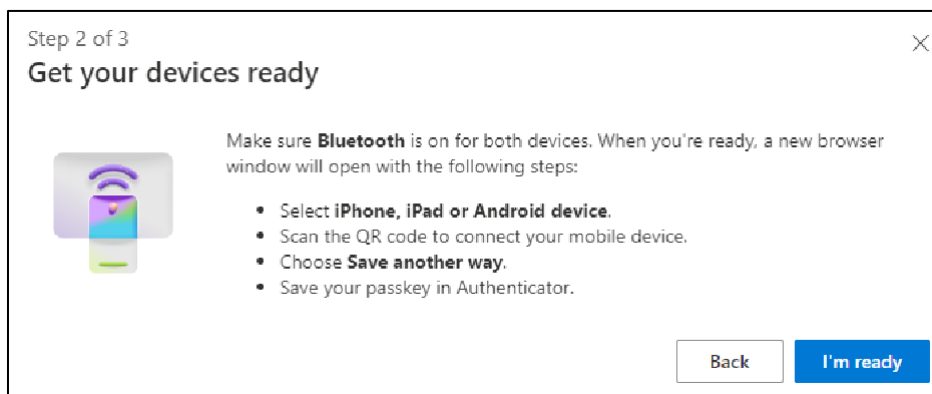 Step 2 of 3
Get your devices ready
Make sure Bluetooth is on for both devices. When you're ready, a new browser
window will open with the following steps:
• Select iPhone, iPad or Android device.
• Scan the QR code to connect your mobile device.
• Choose Save another way.
• Save your passkey in Authenticator.
Back
I'm ready